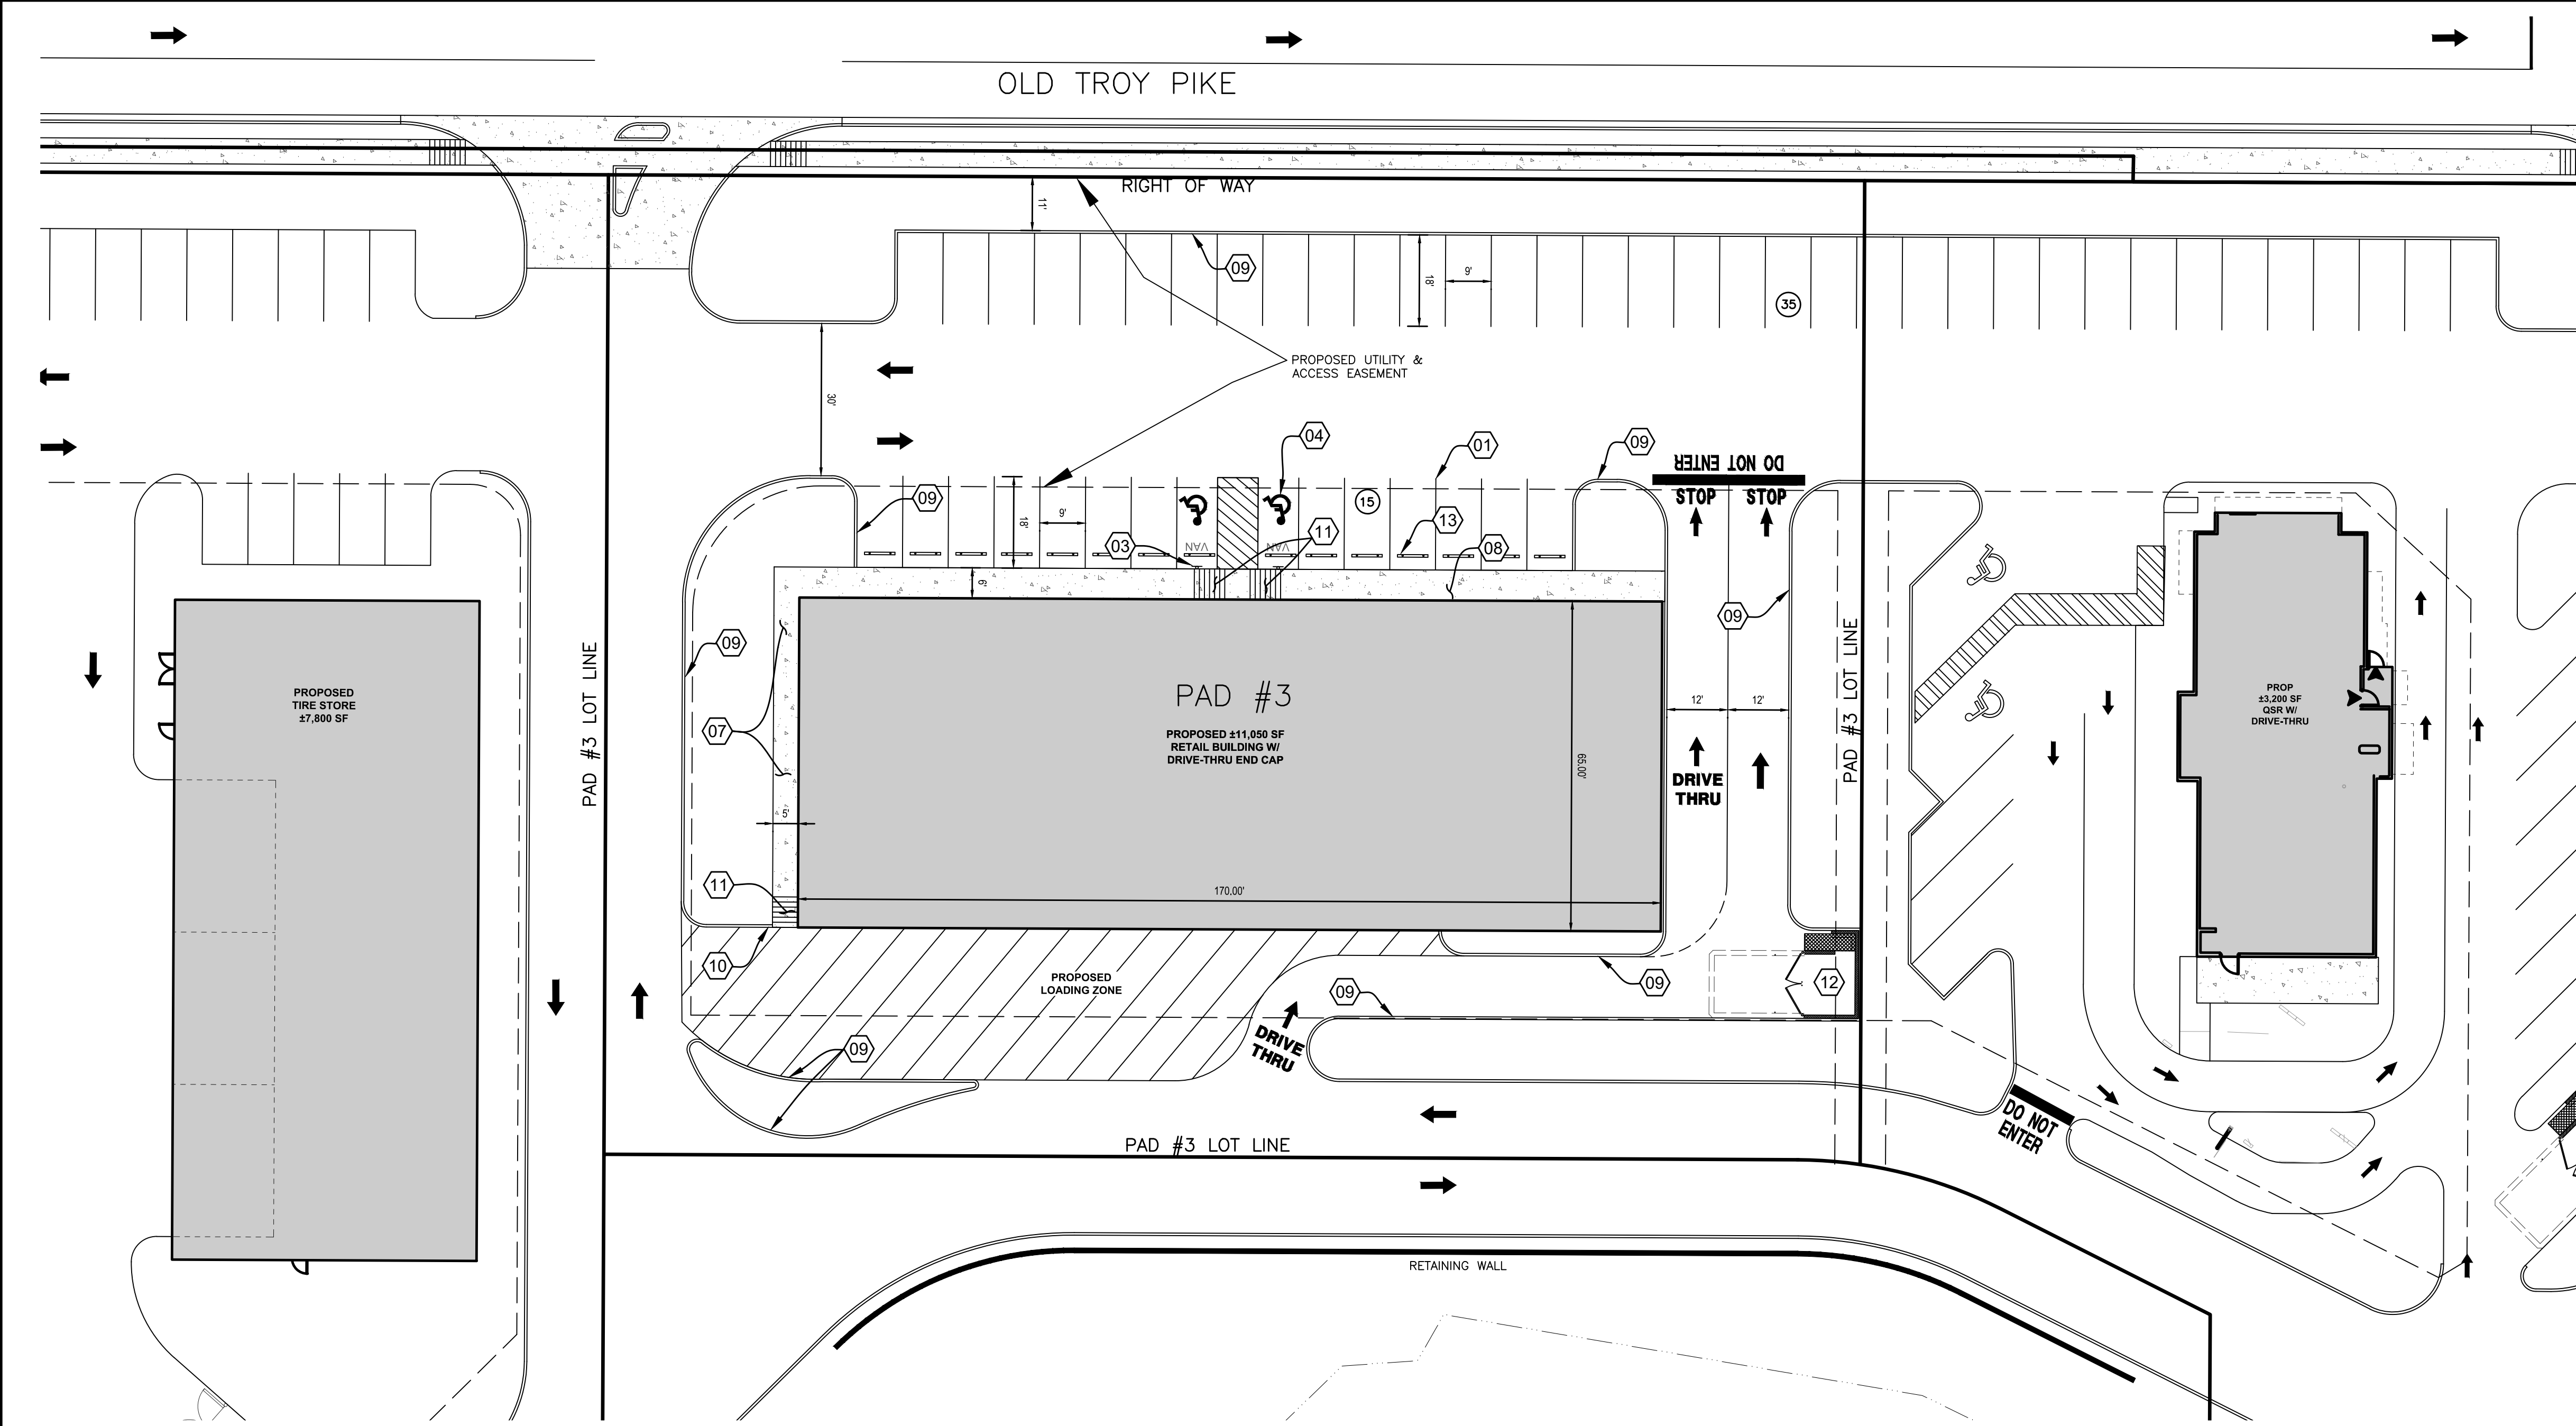 OLD TROY PIKE
RIGHT OF WAY
11'
09
18'
9'
35
PROPOSED UTILITY &
ACCESS EASEMENT
30'
04
01
09
DO NOT ENTER
STOP STOP
09
18'
9'
15
13
11
03
VAN
VAN
08
6'
09
09
07
PAD #3 LOT LINE
PROPOSED
TIRE STORE
±7,800 SF
PAD #3
PROPOSED ±11,050 SF
RETAIL BUILDING W/
DRIVE-THRU END CAP
65.00'
12'
12'
DRIVE
THRU
PAD #3 LOT LINE
PROP
±3,200 SF
QSR W/
DRIVE-THRU
5'
11
170.00'
10
PROPOSED
LOADING ZONE
09
09
12
09
DRIVE
THRU
DO NOT
ENTER
PAD #3 LOT LINE
RETAINING WALL